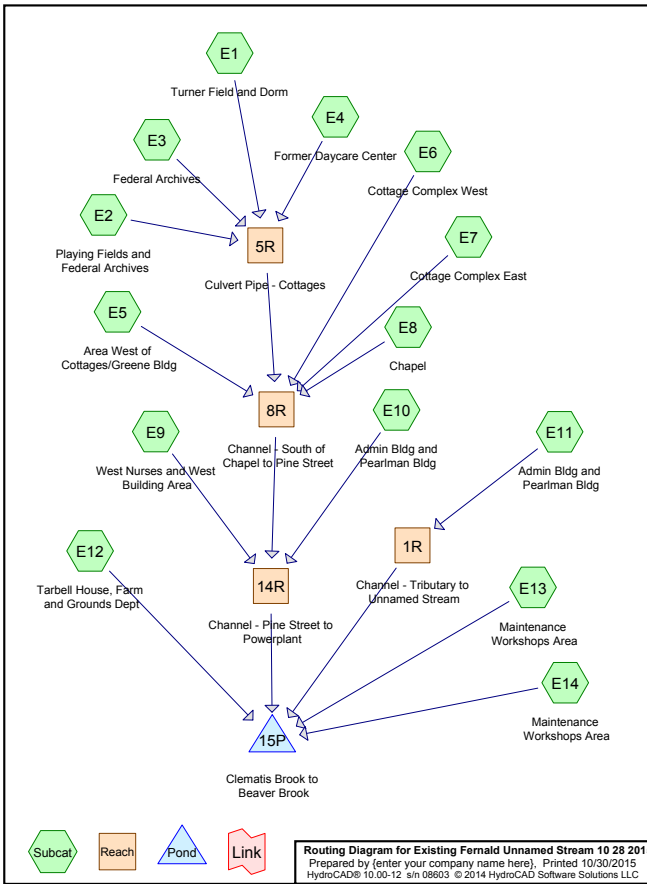 E1
Turner Field and Dorm
E3
Federal Archives
E4
Former Daycare Center
E6
Cottage Complex West
E2
Playing Fields and
Federal Archives
5R
Culvert Pipe - Cottages
E7
Cottage Complex East
E5
Area West of
Cottages/Greene Bldg
E8
Chapel
8R
Channel - South of
Chapel to Pine Street
E9
West Nurses and West
Building Area
E10
Admin Bldg and
Pearlman Bldg
E11
Admin Bldg and
Pearlman Bldg
E12
Tarbell House, Farm
and Grounds Dept
14R
Channel - Pine Street to
Powerplant
1R
Channel - Tributary to
Unnamed Stream
E13
Maintenance
Workshops Area
E14
Maintenance
Workshops Area
15P
Clematis Brook to
Beaver Brook
Subcat
Reach
Pond
Link
Routing Diagram for Existing Fernald Unnamed Stream 10 28 201
Prepared by {enter your company name here}, Printed 10/30/2015
HydroCAD® 10.00-12 s/n 08603 © 2014 HydroCAD Software Solutions LLC